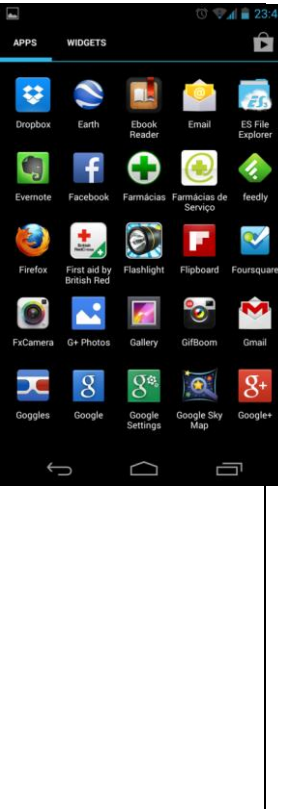 23:4
APPS WIDGETS
Dropbox Earth Ebook Reader Email ES File Explorer
Evernote Facebook Farmácias Farmácias de Serviço feedly
Firefox First aid by British Red Flashlight Flipboard Foursquare
FxCamera G+ Photos Gallery GifBoom Gmail
Goggles Google Google Settings Google Sky Map Google+